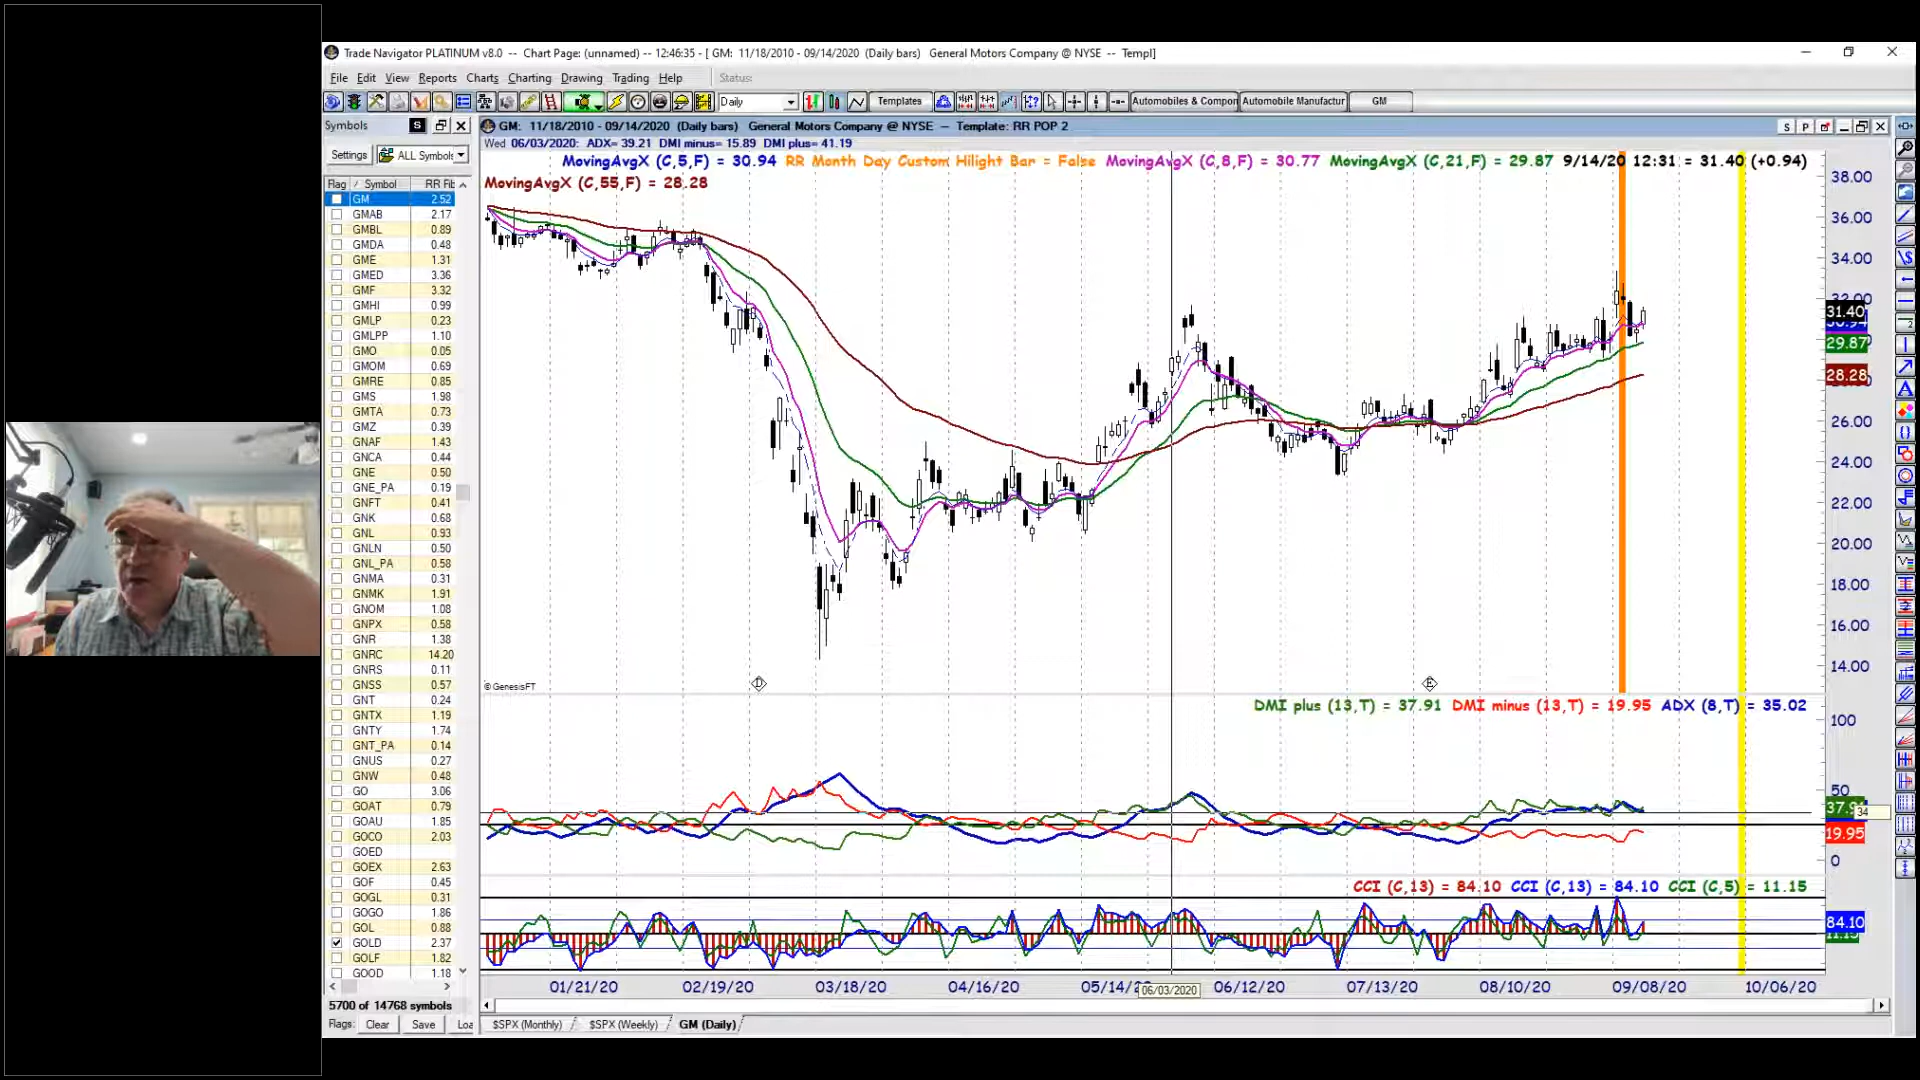 Trade Navigator PLATINUM v8.0 -- Chart Page: (unnamed) -- 12:46:35 - [ GM: 11/18/2010 - 09/14/2020 (Daily bars) General Motors Company @ NYSE -- Templ]
File Edit View Reports Charts Charting Drawing Trading Help Status:
Daily Templates Automobiles & Compon Automobile Manufactur GM
Symbols S
Settings ALL Symbols
Flag / Symbol RR Fib
GM 2.52
GMAB 2.17
GMBL 0.89
GMDA 0.48
GME 1.31
GMED 3.36
GMF 3.32
GMHI 0.99
GMLP 0.23
GMLPP 1.10
GMO 0.05
GMOM 0.69
GMRE 0.85
GMS 1.98
GMTA 0.73
GMZ 0.39
GNAF 1.43
GNCA 0.44
GNE 0.50
GNE_PA 0.19
GNFT 0.41
GNK 0.68
GNL 0.93
GNLN 0.50
GNL_PA 0.58
GNMA 0.31
GNMK 1.91
GNOM 1.08
GNPX 0.58
GNR 1.38
GNRC 14.20
GNRS 0.11
GNSS 0.57
GNT 0.24
GNTX 1.19
GNTY 1.74
GNT_PA 0.14
GNUS 0.27
GNW 0.48
GO 3.06
GOAT 0.79
GOAU 1.85
GOCO 2.03
GOED
GOEX 2.63
GOF 0.45
GOGL 0.31
GOGO 1.86
GOL 0.88
GOLD 2.37
GOLF 1.82
GOOD 1.18
5700 of 14768 symbols
Flags: Clear Save Loa
GM: 11/18/2010 - 09/14/2020 (Daily bars) General Motors Company @ NYSE — Template: RR POP 2 S P
Wed 06/03/2020: ADX= 39.21 DMI minus= 15.89 DMI plus= 41.19
MovingAvgX (C,5,F) = 30.94 RR Month Day Custom Hilight Bar = False MovingAvgX (C,8,F) = 30.77 MovingAvgX (C,21,F) = 29.87 9/14/20 12:31 = 31.40 (+0.94)
MovingAvgX (C,55,F) = 28.28
38.00
36.00
34.00
32.00
31.40
30.94
29.87
28.28
26.00
24.00
22.00
20.00
18.00
16.00
14.00
D E
© GenesisFT
DMI plus (13,T) = 37.91 DMI minus (13,T) = 19.95 ADX (8,T) = 35.02
100
50
37.91 34
19.95
0
CCI (C,13) = 84.10 CCI (C,13) = 84.10 CCI (C,5) = 11.15
84.10
11.15
01/21/20 02/19/20 03/18/20 04/16/20 05/14/2 06/03/2020 06/12/20 07/13/20 08/10/20 09/08/20 10/06/20
$SPX (Monthly) / $SPX (Weekly) / GM (Daily) /